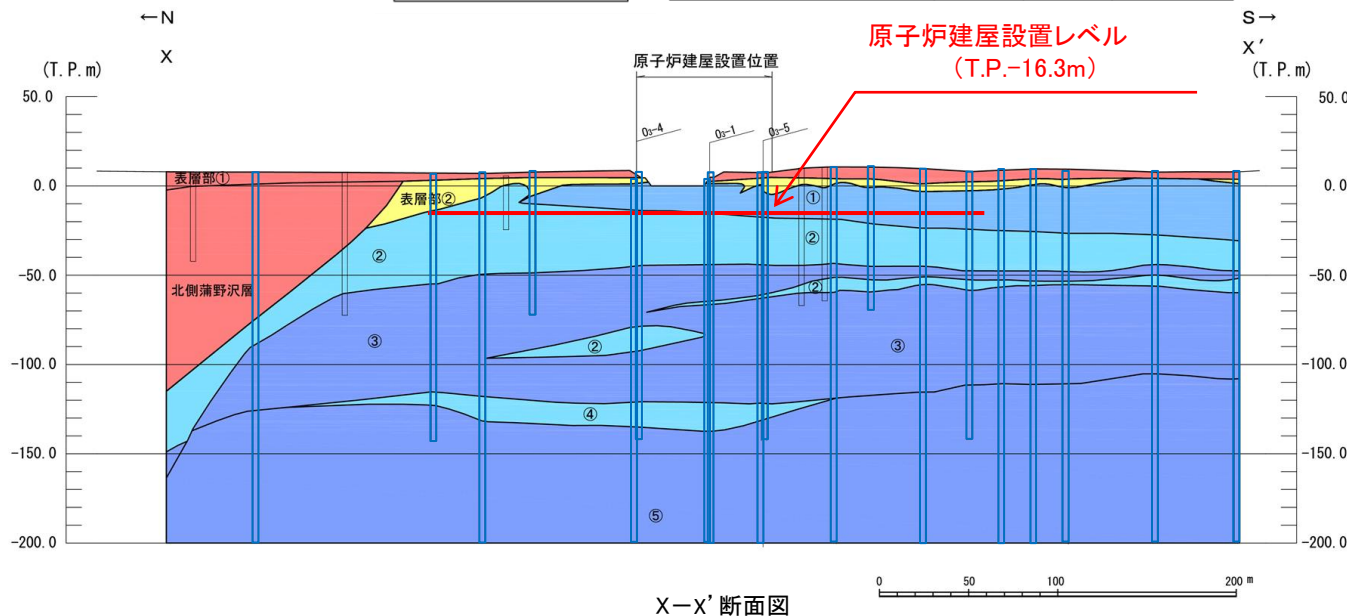 ←N
S→
X
X′
(T.P.m)
(T.P.m)
原子炉建屋設置レベル
(T.P.-16.3m)
原子炉建屋設置位置
50.0
50.0
O3-4
O3-1
O3-5
表層部①
0.0
0.0
表層部②
①
②
②
-50.0
-50.0
②
北側蒲野沢層
③
②
③
-100.0
-100.0
④
-150.0
-150.0
⑤
-200.0
-200.0
0 50 100 200 m
X-X’断面図